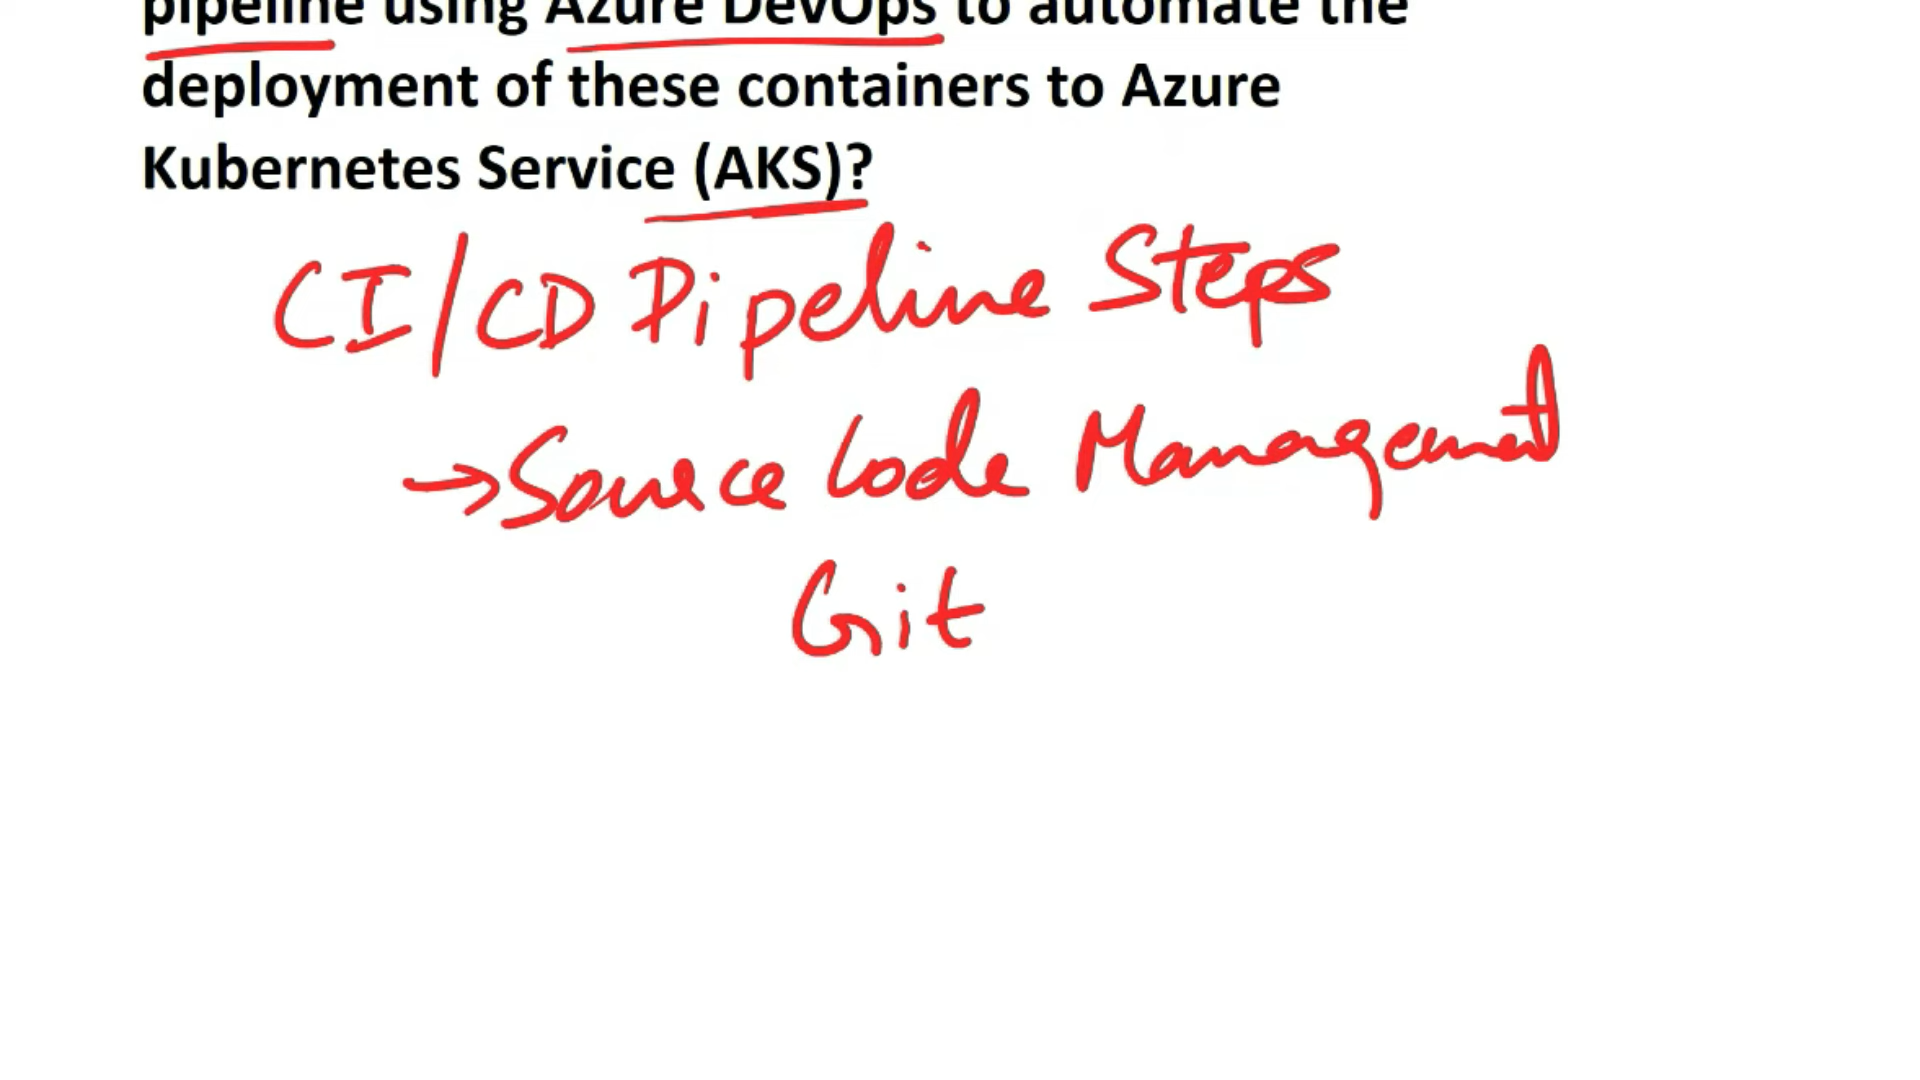 pipeline using Azure DevOps to automate the
deployment of these containers to Azure
Kubernetes Service (AKS)?
CI/CD Pipeline Steps
→Source Code Management
Git